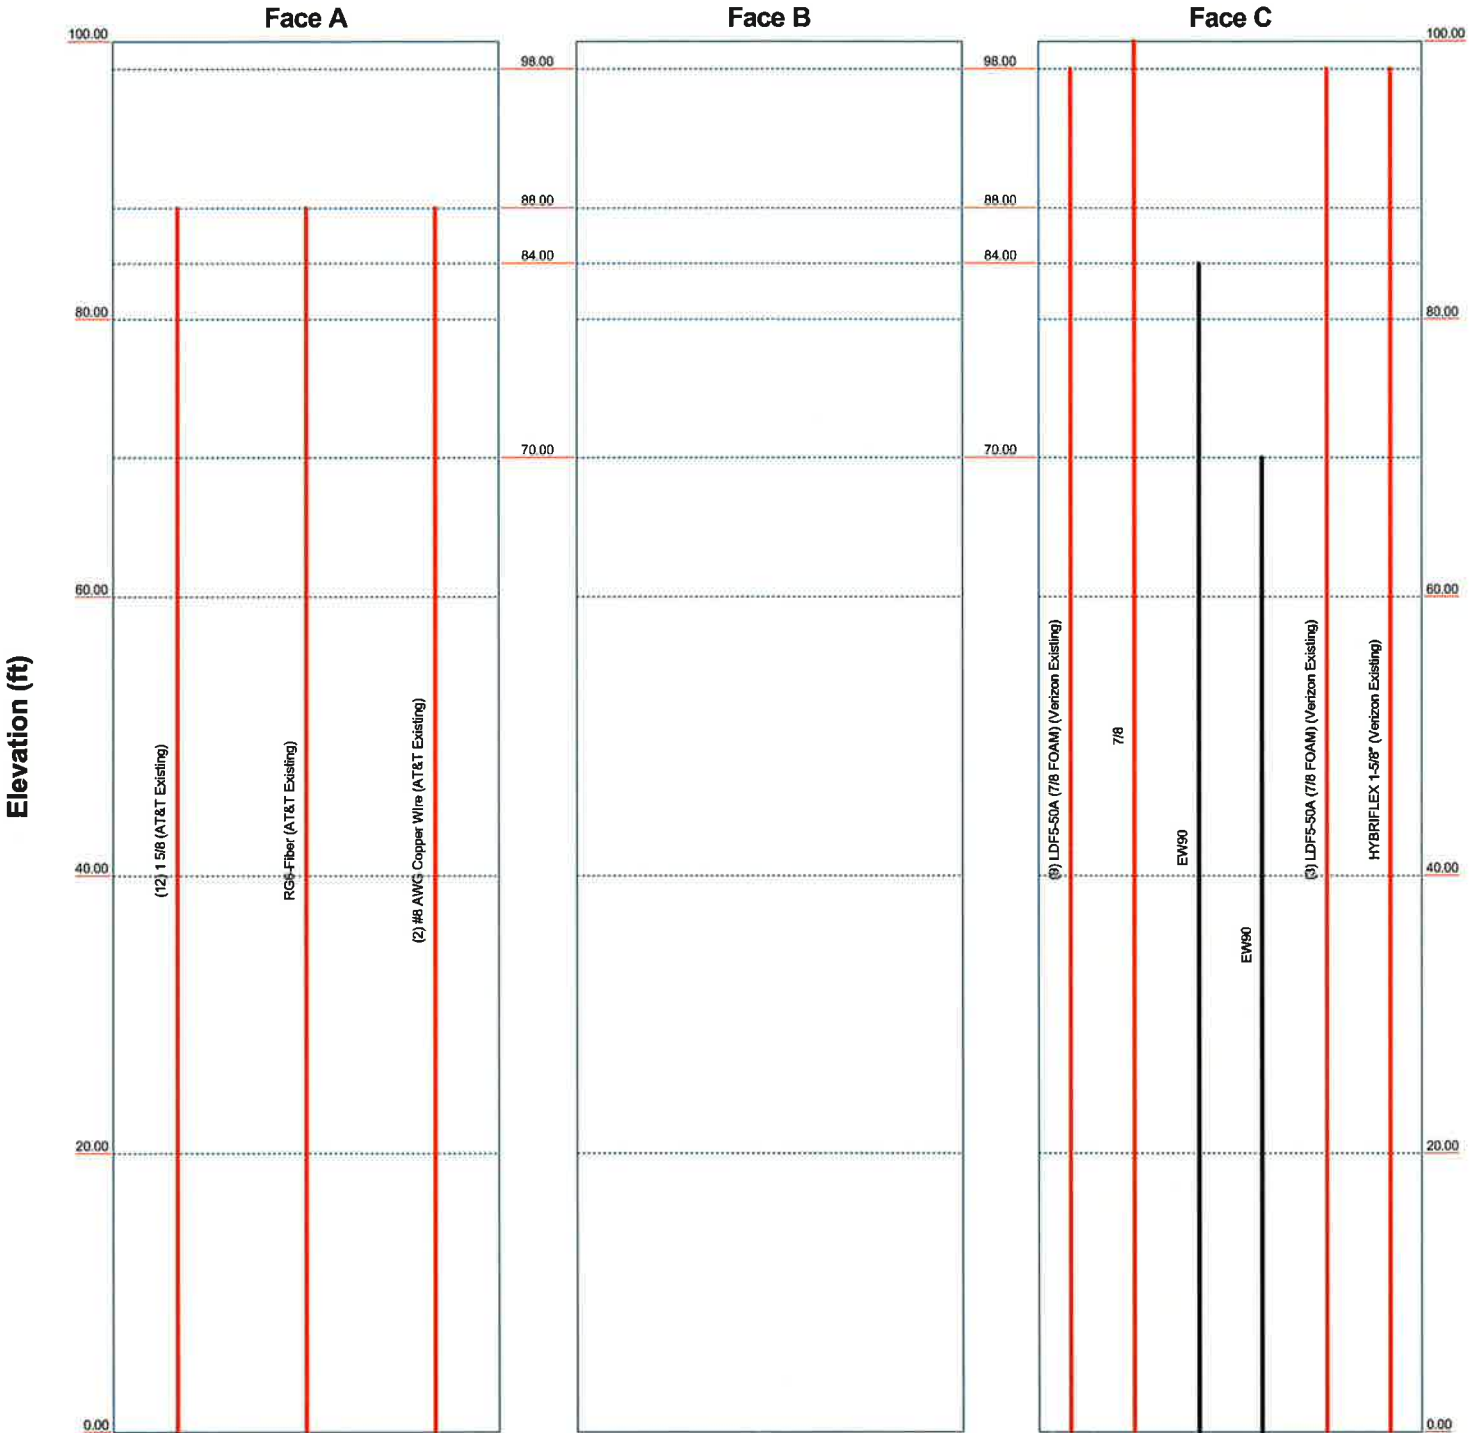 Face A
Face B
Face C
100.00
100.00
98.00
98.00
88.00
88.00
84.00
84.00
80.00
80.00
70.00
70.00
60.00
60.00
40.00
40.00
20.00
20.00
0.00
0.00
Elevation (ft)
(12) 1 5/8 (AT&T Existing)
RG6-Fiber (AT&T Existing)
(2) #8 AWG Copper Wire (AT&T Existing)
(9) LDF5-50A (7/8 FOAM) (Verizon Existing)
7/8
EW90
EW90
(3) LDF5-50A (7/8 FOAM) (Verizon Existing)
HYBRIFLEX 1-5/8" (Verizon Existing)